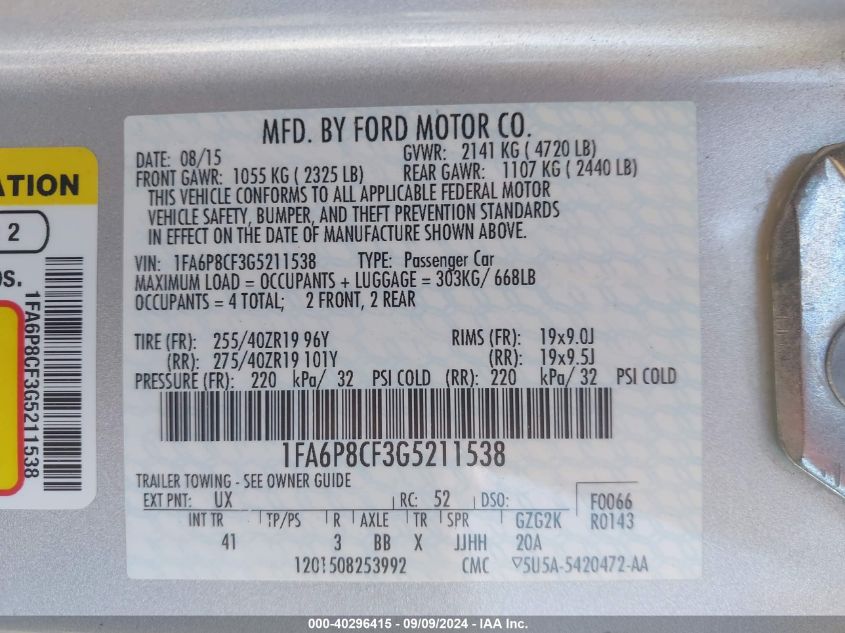 MFD. BY FORD MOTOR CO.
DATE: 08/15 GVWR: 2141 KG ( 4720 LB)
FRONT GAWR: 1055 KG ( 2325 LB) REAR GAWR: 1107 KG ( 2440 LB)
THIS VEHICLE CONFORMS TO ALL APPLICABLE FEDERAL MOTOR
VEHICLE SAFETY, BUMPER, AND THEFT PREVENTION STANDARDS
IN EFFECT ON THE DATE OF MANUFACTURE SHOWN ABOVE.
VIN: 1FA6P8CF3G5211538 TYPE: Passenger Car
MAXIMUM LOAD = OCCUPANTS + LUGGAGE = 303KG/ 668LB
OCCUPANTS = 4 TOTAL; 2 FRONT, 2 REAR
TIRE (FR): 255/40ZR19 96Y RIMS (FR): 19x9.0J
(RR): 275/40ZR19 101Y (RR): 19x9.5J
PRESSURE (FR): 220 kPa/ 32 PSI COLD (RR): 220 kPa/ 32 PSI COLD
1FA6P8CF3G5211538
TRAILER TOWING - SEE OWNER GUIDE
EXT PNT: UX RC: 52 DSO: F0066
INT TR TP/PS R AXLE TR SPR GZG2K R0143
41 3 BB X JJHH 20A
1201508253992 CMC ▽5U5A-5420472-AA
ATION
2
OS.
1FA6P8CF3G5211538
000-40296415 - 09/09/2024 - IAA Inc.